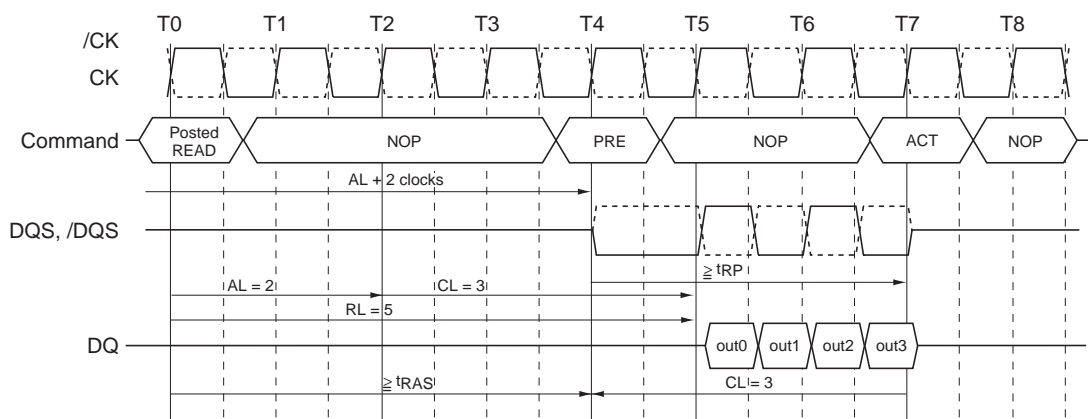 T0 T1 T2 T3 T4 T5 T6 T7 T8
/CK
CK
Command
Posted
READ
NOP
PRE
NOP
ACT
NOP
AL + 2 clocks
DQS, /DQS
≧ tRP
AL = 2
CL = 3
RL = 5
DQ
out0 out1 out2 out3
≧ tRAS
CL = 3